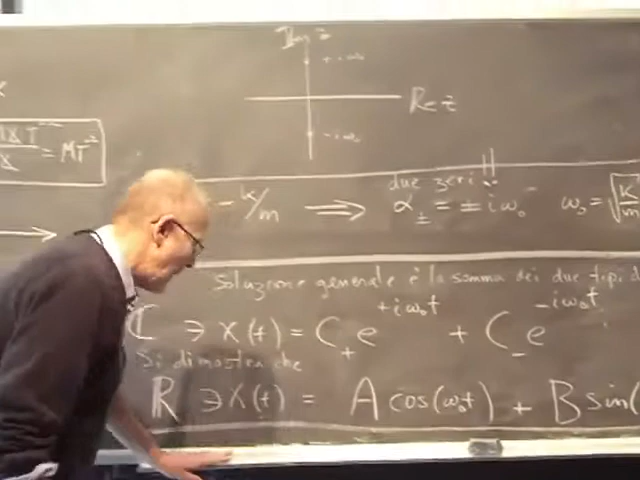 Im z
+iω₀
Re z
-iω₀
= MT⁻²
- k/m ⟹ due zeri α± = ± iω₀ ω₀ = √K/m
Soluzione generale è la somma dei due tipi d
ℂ ∋ X(t) = C₊ e^{+iω₀t} + C₋ e^{-iω₀t}
Si dimostra che
ℝ ∋ X(t) = A cos(ω₀t) + B sin(